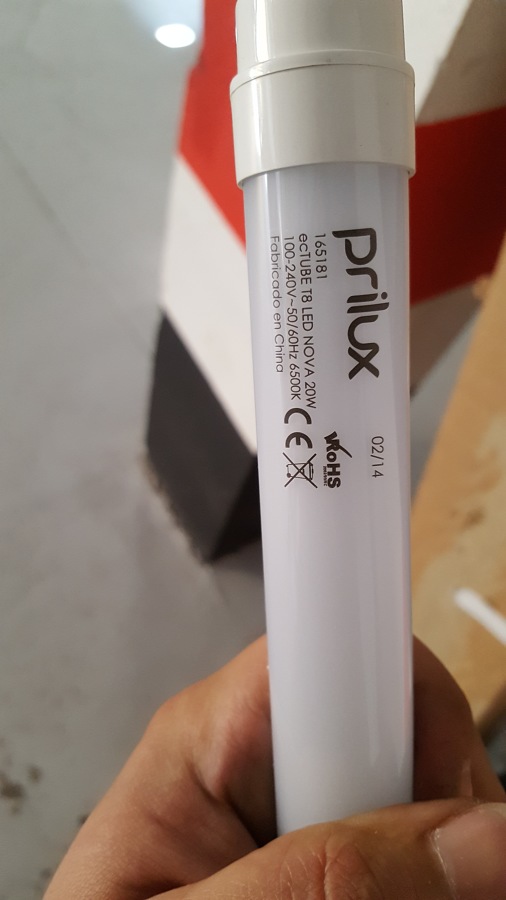 prilux
02/14
165181
ecTUBE T8 LED NOVA 20W
100-240V~50/60Hz 6500K
Fabricado en China
CE
RoHS